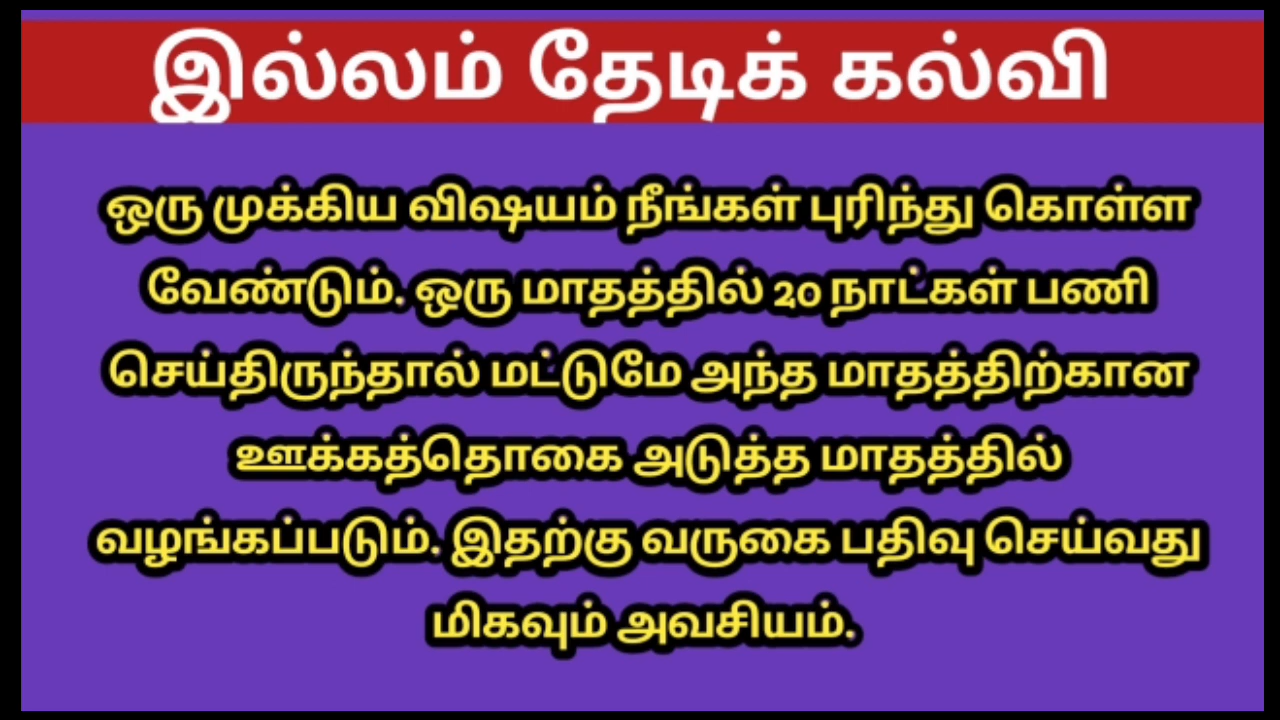 இல்லம் தேடிக் கல்வி
ஒரு முக்கிய விஷயம் நீங்கள் புரிந்து கொள்ள
வேண்டும். ஒரு மாதத்தில் 20 நாட்கள் பணி
செய்திருந்தால் மட்டுமே அந்த மாதத்திற்கான
ஊக்கத்தொகை அடுத்த மாதத்தில்
வழங்கப்படும். இதற்கு வருகை பதிவு செய்வது
மிகவும் அவசியம்.